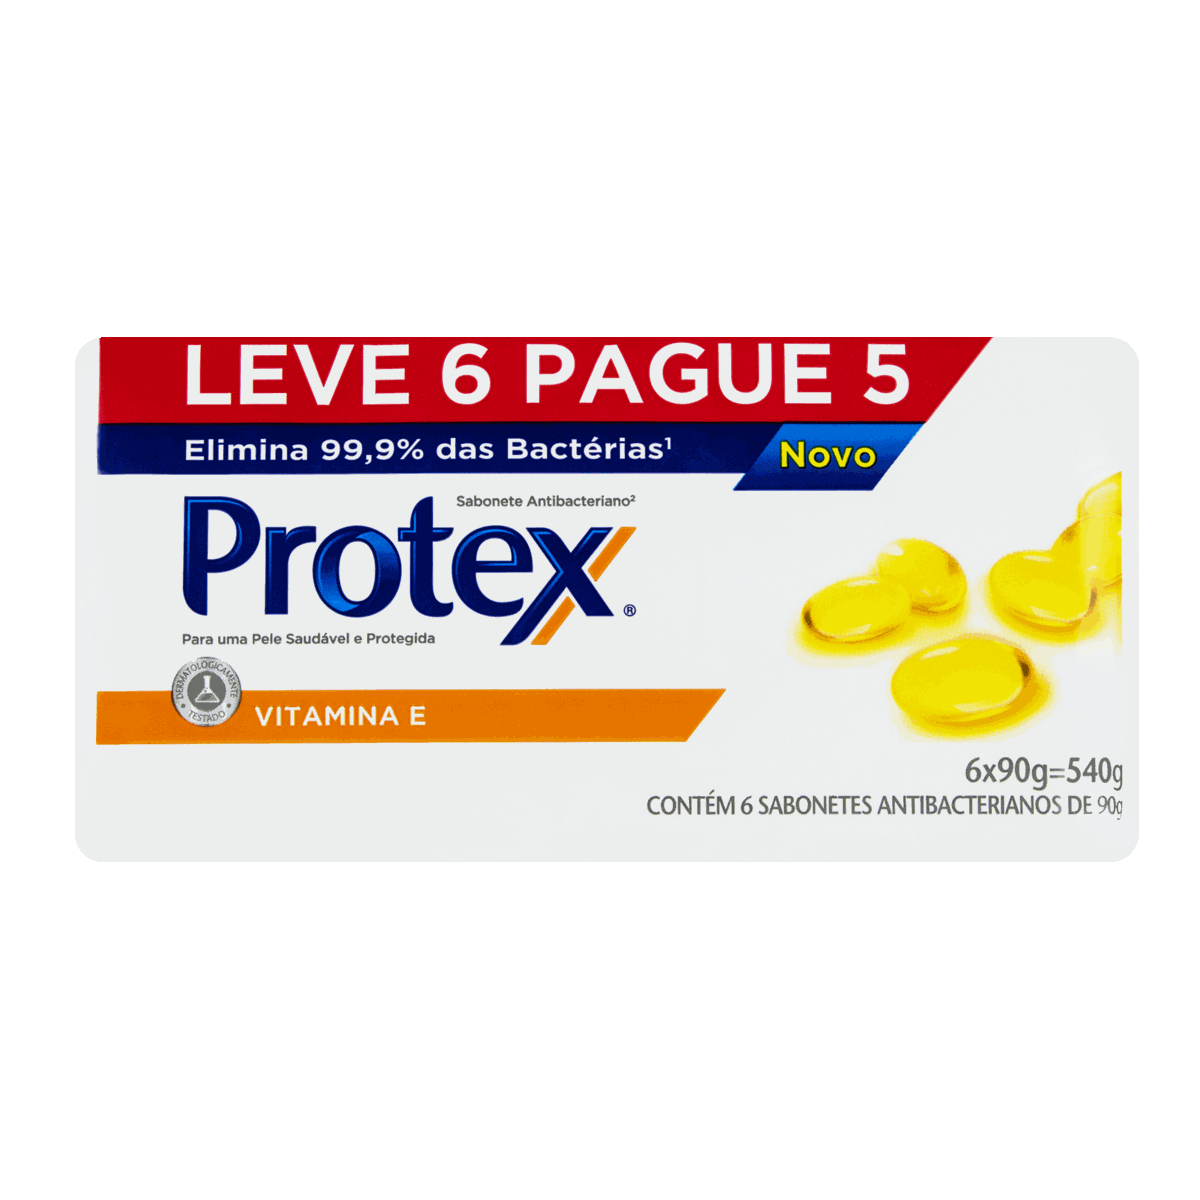 LEVE 6 PAGUE 5
Elimina 99,9% das Bactérias¹
Novo
Sabonete Antibacteriano²
Protex®
Para uma Pele Saudável e Protegida
DERMATOLOGICAMENTE
TESTADO
VITAMINA E
6x90g=540g
CONTÉM 6 SABONETES ANTIBACTERIANOS DE 90g